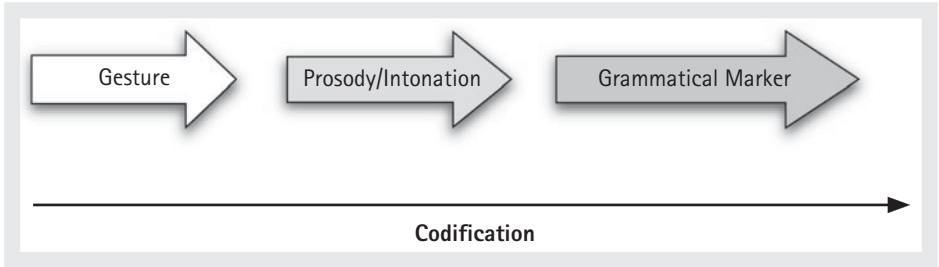 Gesture
Prosody/Intonation
Grammatical Marker
Codification